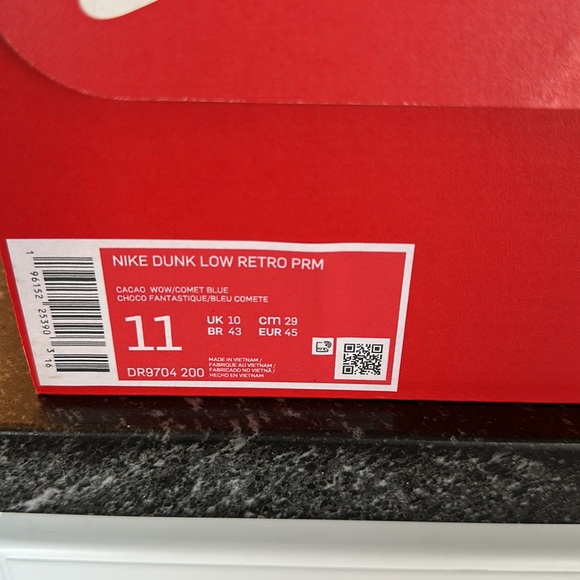 NIKE DUNK LOW RETRO PRM
CACAO WOW/COMET BLUE
CHOCO FANTASTIQUE/BLEU COMETE
11
UK 10 CM 29
BR 43 EUR 45
DR9704 200
MADE IN VIETNAM /
FABRIQUE AU VIETNAM /
FABRICADO NO VIETNÃ /
HECHO EN VIETNAM
1 96152 25390 3 16